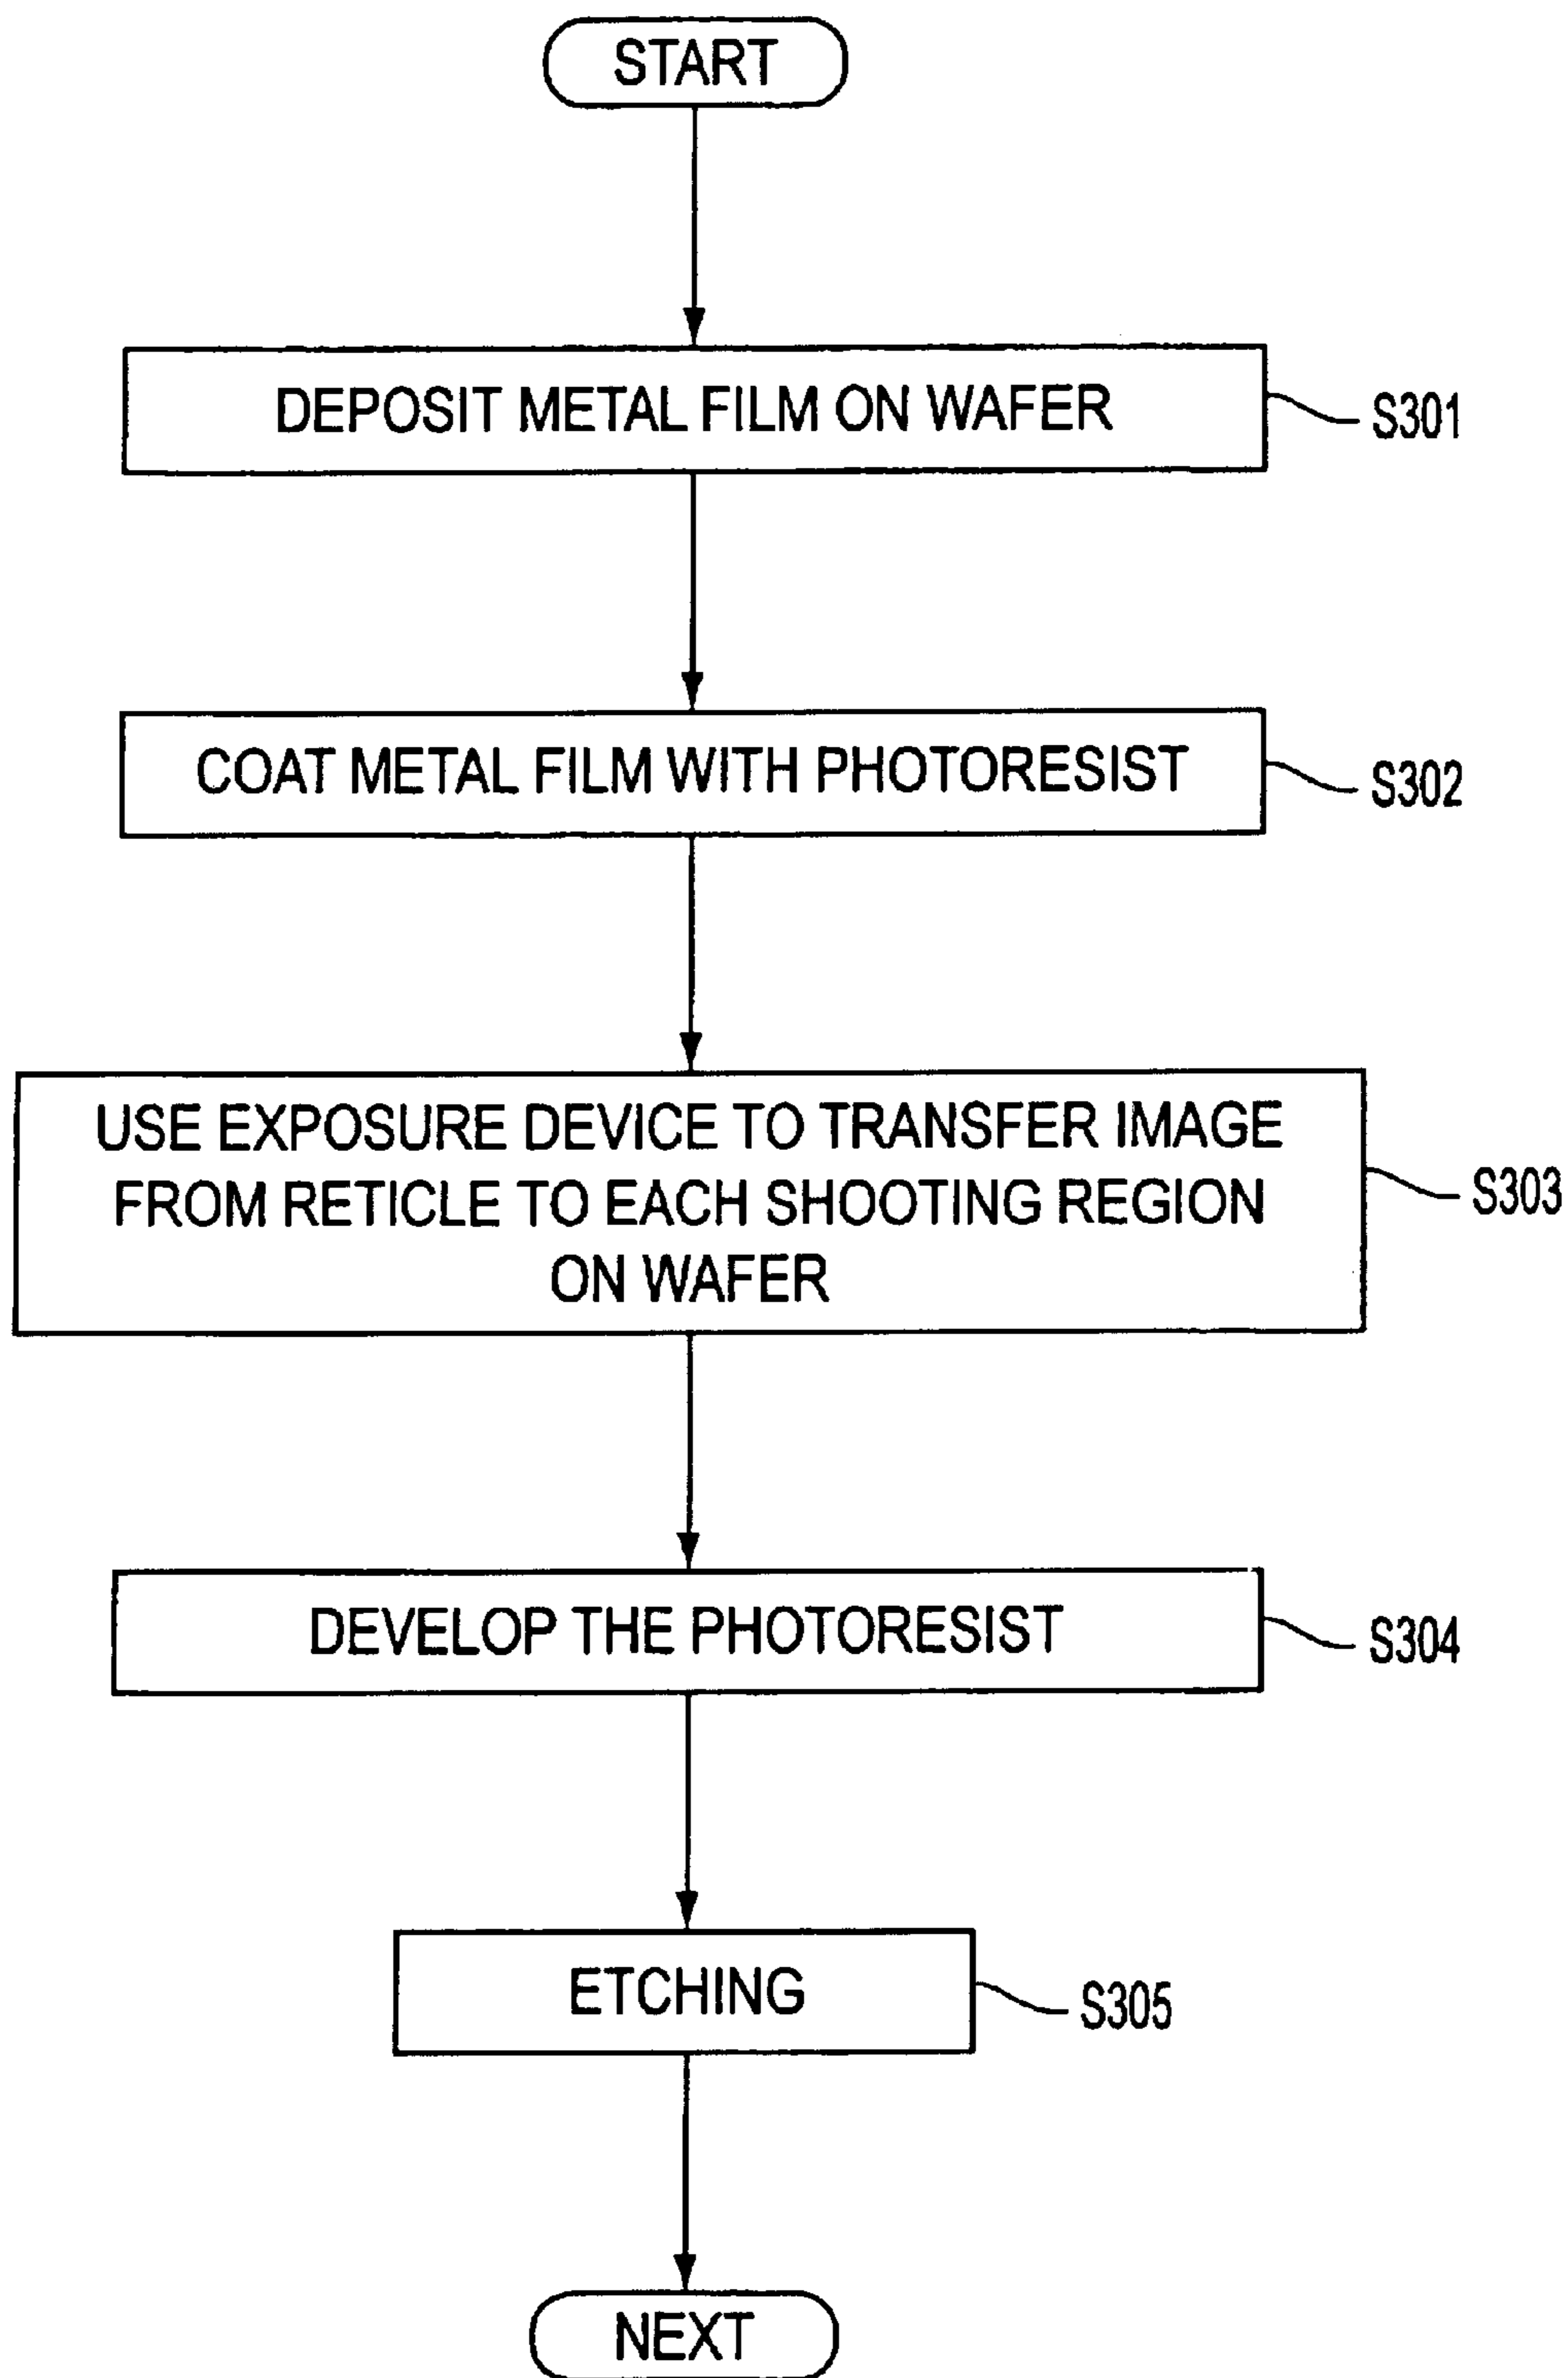 START
DEPOSIT METAL FILM ON WAFER
S301
COAT METAL FILM WITH PHOTORESIST
S302
USE EXPOSURE DEVICE TO TRANSFER IMAGE
FROM RETICLE TO EACH SHOOTING REGION
ON WAFER
S303
DEVELOP THE PHOTORESIST
S304
ETCHING
S305
NEXT